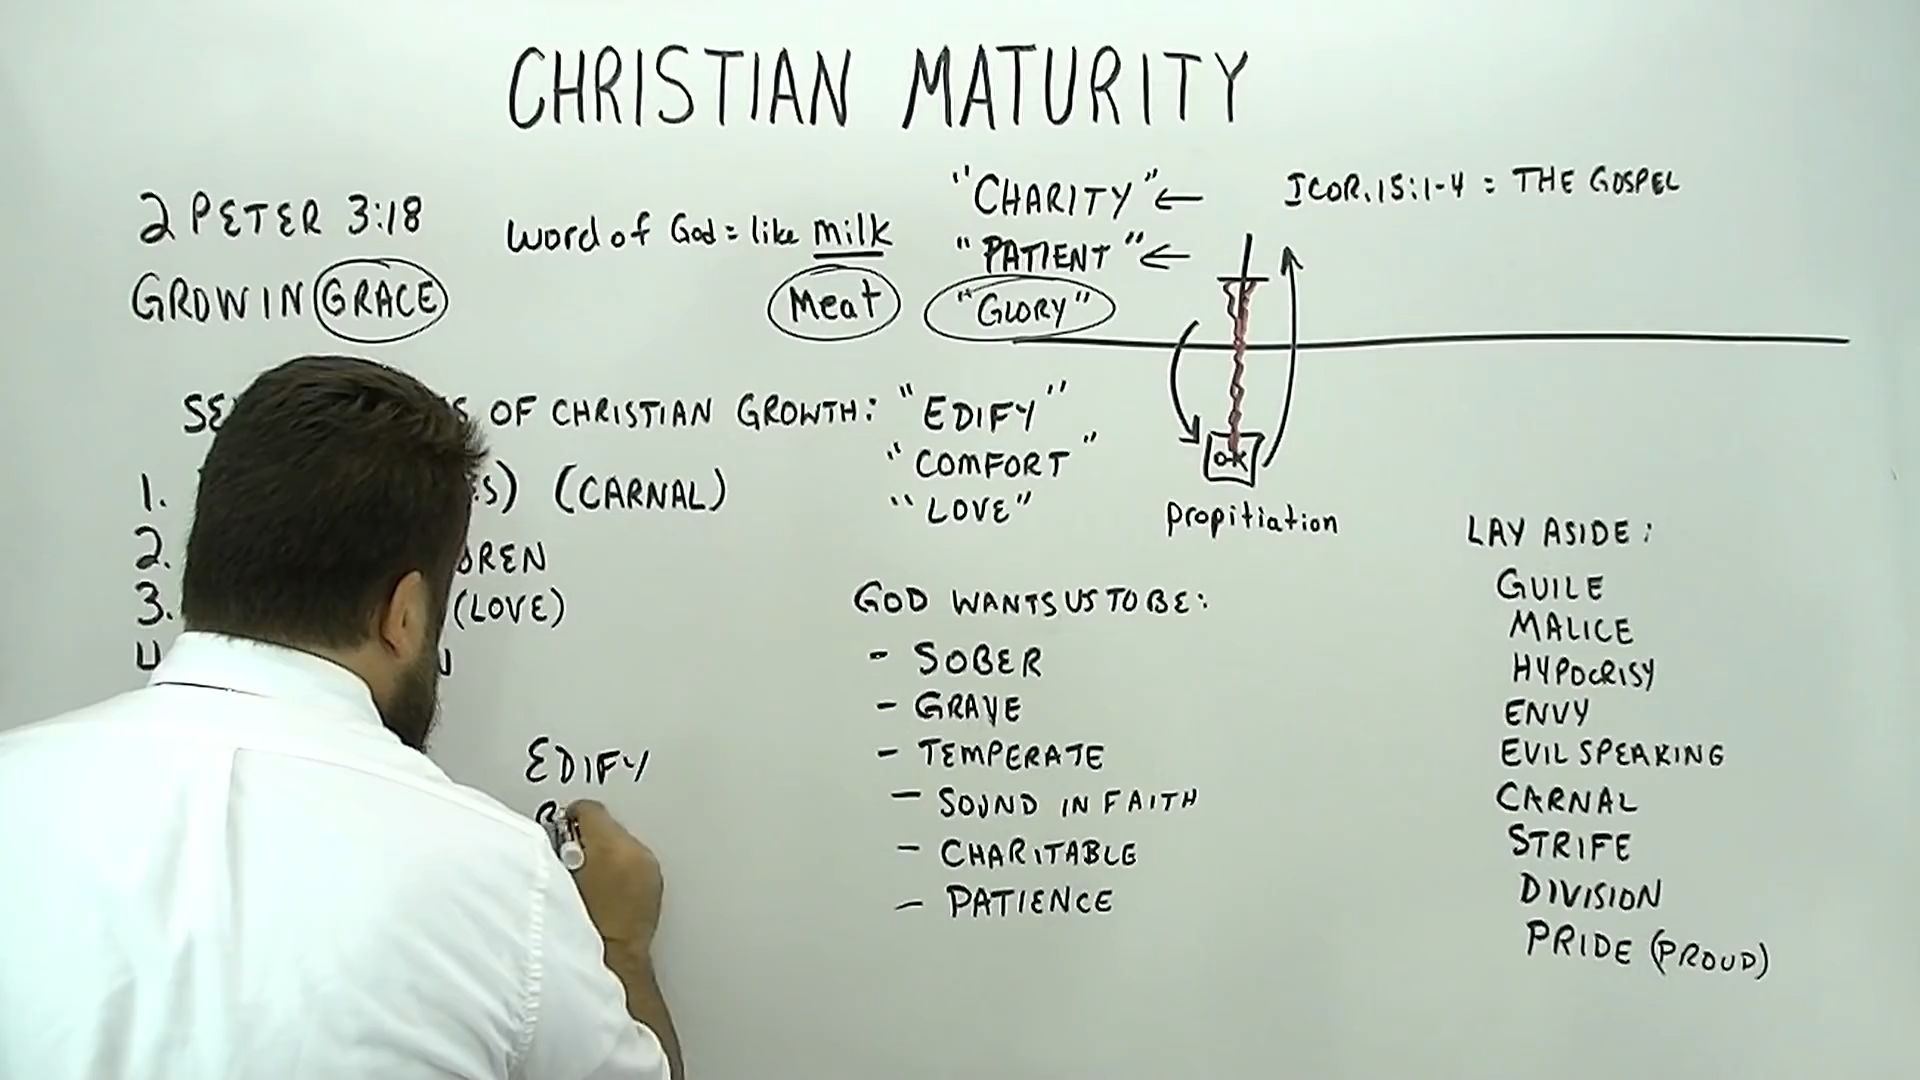 CHRISTIAN MATURITY
2 PETER 3:18
GROW IN GRACE
word of God = like milk
Meat
"CHARITY" ←
"PATIENT" ←
"GLORY"
1 COR. 15:1-4 = THE GOSPEL
OF CHRISTIAN GROWTH:
"EDIFY"
"COMFORT"
"LOVE"
1. (CARNAL)
2.
3. (LOVE)
EDIFY
propitiation
GOD WANTS US TO BE:
- SOBER
- GRAVE
- TEMPERATE
- SOUND IN FAITH
- CHARITABLE
- PATIENCE
LAY ASIDE:
GUILE
MALICE
HYPOCRISY
ENVY
EVIL SPEAKING
CARNAL
STRIFE
DIVISION
PRIDE (PROUD)